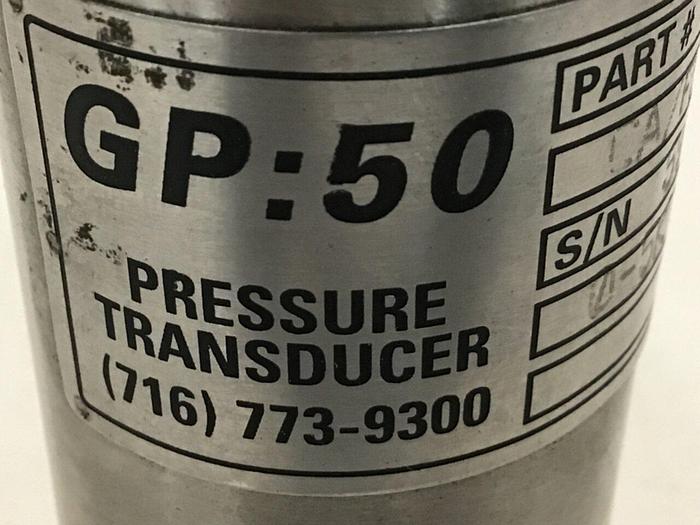 GP:50
PRESSURE
TRANSDUCER
(716) 773-9300
PART #
S/N